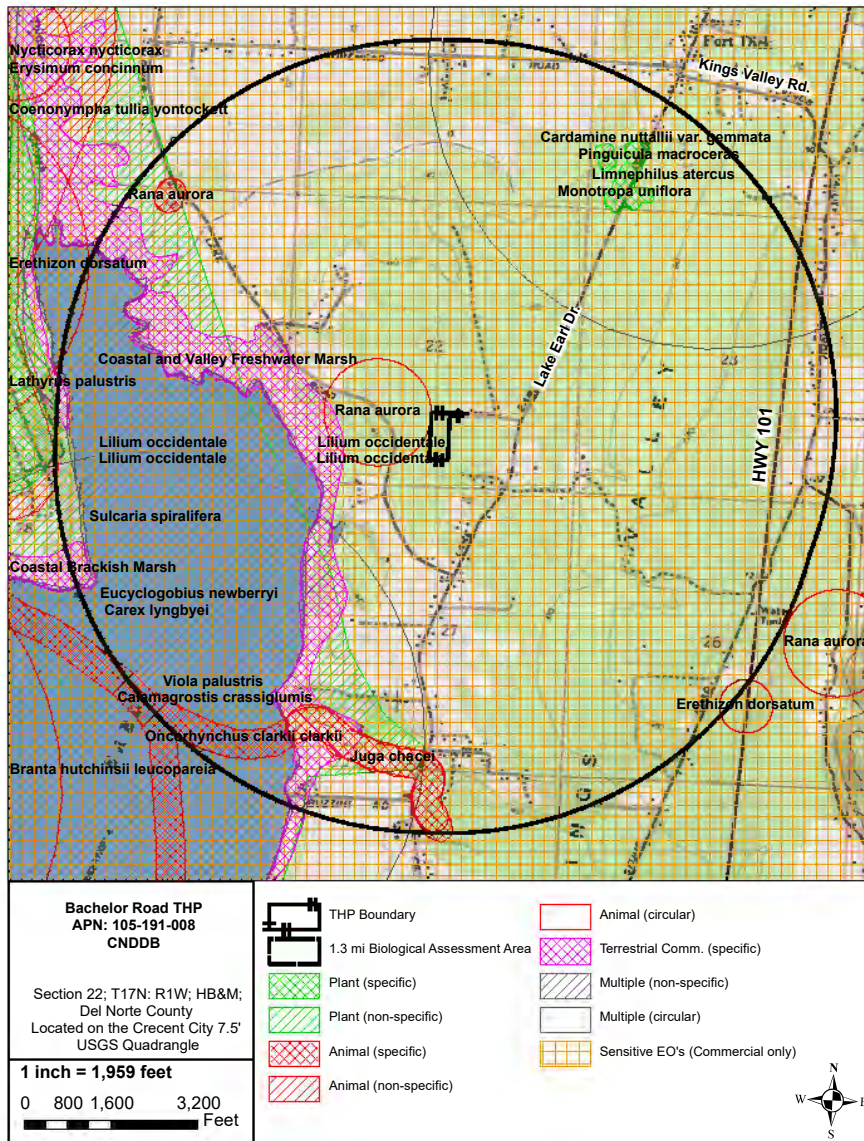 Nycticorax nycticorax
Erysimum concinnum
Coenonympha tullia yontockett
Kings Valley Rd.
ROAD
Cardamine nuttallii var. gemmata
Pinguicula macroceras
Limnephilus atercus
Monotropa uniflora
Rana aurora
Erethizon dorsatum
Lake Earl Dr.
22
23
Coastal and Valley Freshwater Marsh
Lathyrus palustris
Rana aurora
Lilium occidentale
Lilium occidentale
Lilium occidentale
Lilium occidentale
VALLEY
HWY 101
Sulcaria spiralifera
Coastal Brackish Marsh
Eucyclogobius newberryi
Carex lyngbyei
27
26
Rana aurora
Viola palustris
Calamagrostis crassiglumis
Erethizon dorsatum
Oncorhynchus clarkii clarkii
Juga chacei
Branta hutchinsii leucopareia
INGS
Bachelor Road THP
APN: 105-191-008
CNDDB
Section 22; T17N: R1W; HB&M;
Del Norte County
Located on the Crecent City 7.5'
USGS Quadrangle
1 inch = 1,959 feet
0 800 1,600 3,200
Feet
THP Boundary
1.3 mi Biological Assessment Area
Plant (specific)
Plant (non-specific)
Animal (specific)
Animal (non-specific)
Animal (circular)
Terrestrial Comm. (specific)
Multiple (non-specific)
Multiple (circular)
Sensitive EO's (Commercial only)
N
W E
S